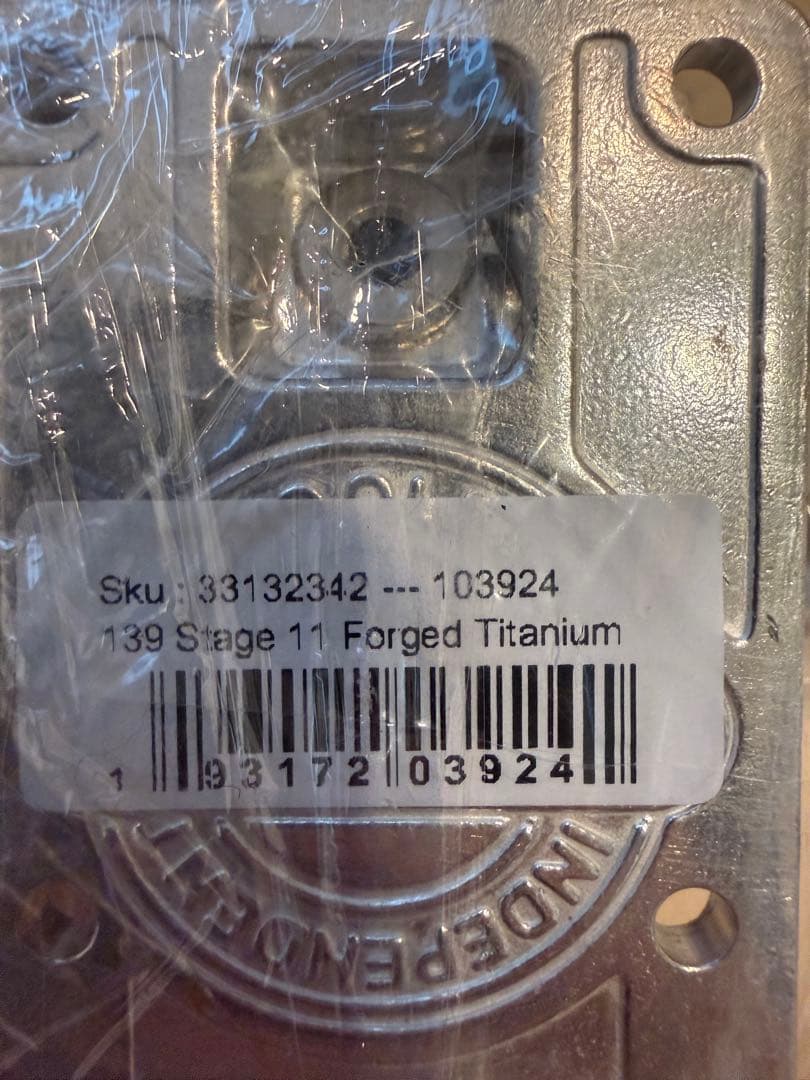 Sku : 33132342 --- 103924
139 Stage 11 Forged Titanium
1 93172 03924
INDEPENDENT